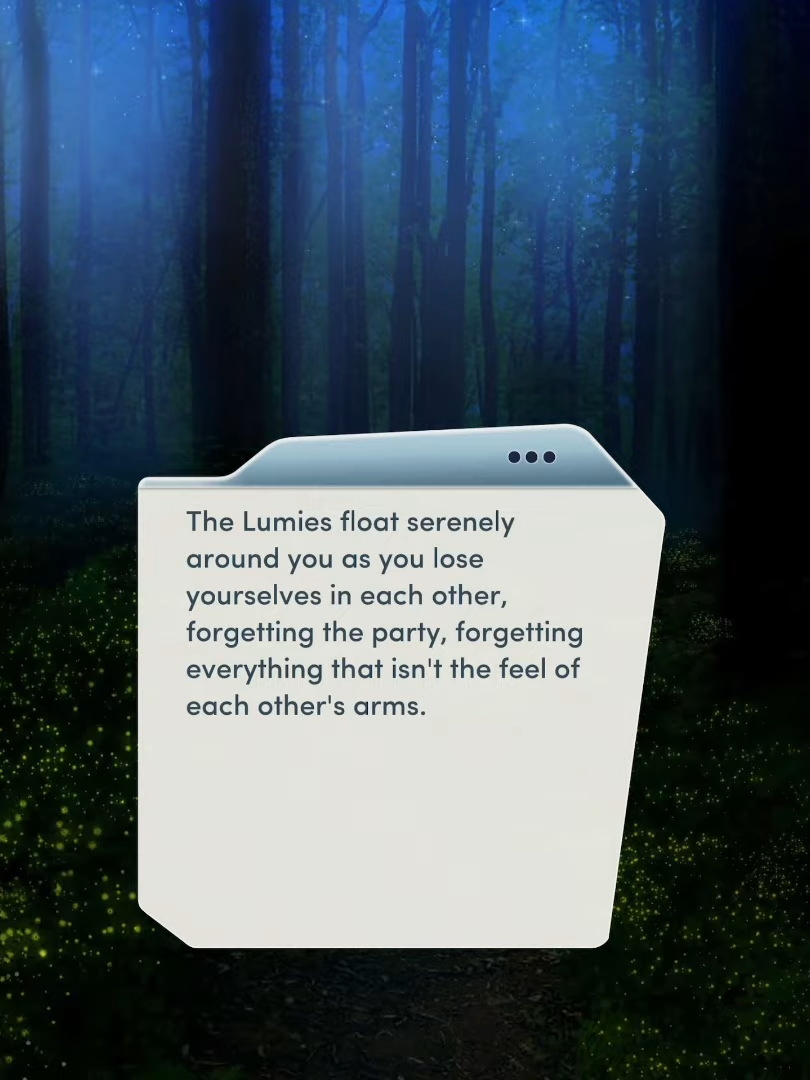 The Lumies float serenely
around you as you lose
yourselves in each other,
forgetting the party, forgetting
everything that isn't the feel of
each other's arms.